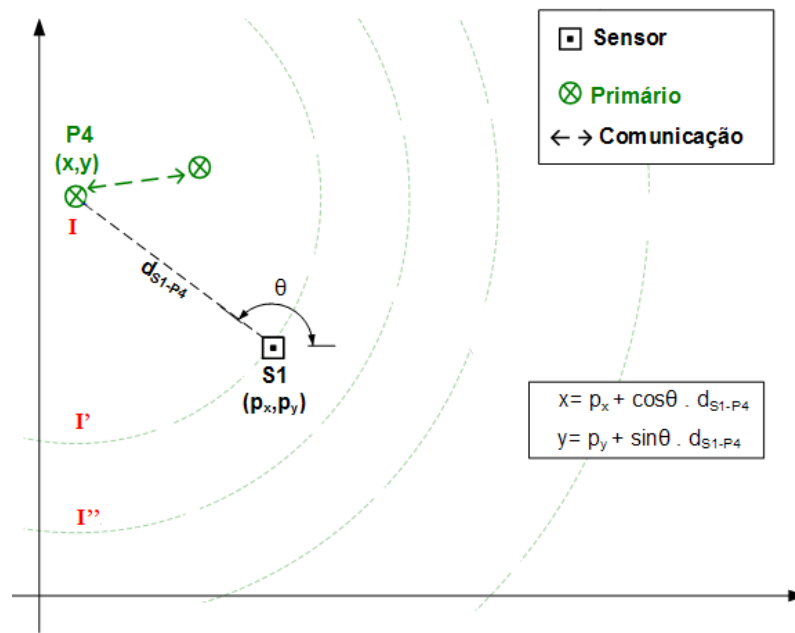 Sensor
Primário
Comunicação
P4
(x,y)
I
dS1-P4
θ
S1
(px,py)
I’
I’’
x= px + cosθ . dS1-P4
y= py + sinθ . dS1-P4